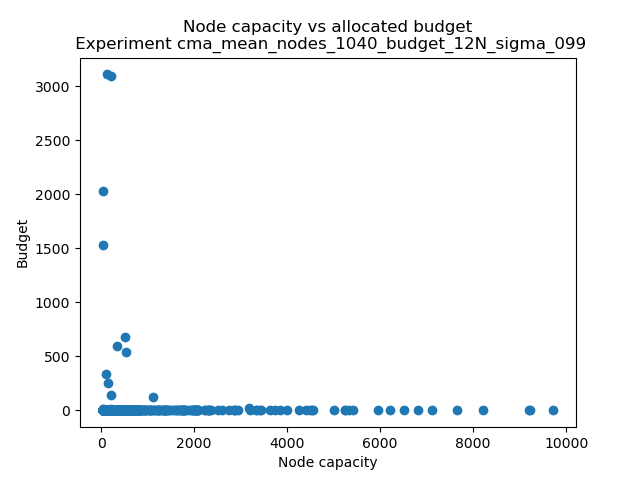 Node capacity vs allocated budget
Experiment cma_mean_nodes_1040_budget_12N_sigma_099
3000
2500
2000
1500
1000
500
0
Budget
0 2000 4000 6000 8000 10000
Node capacity